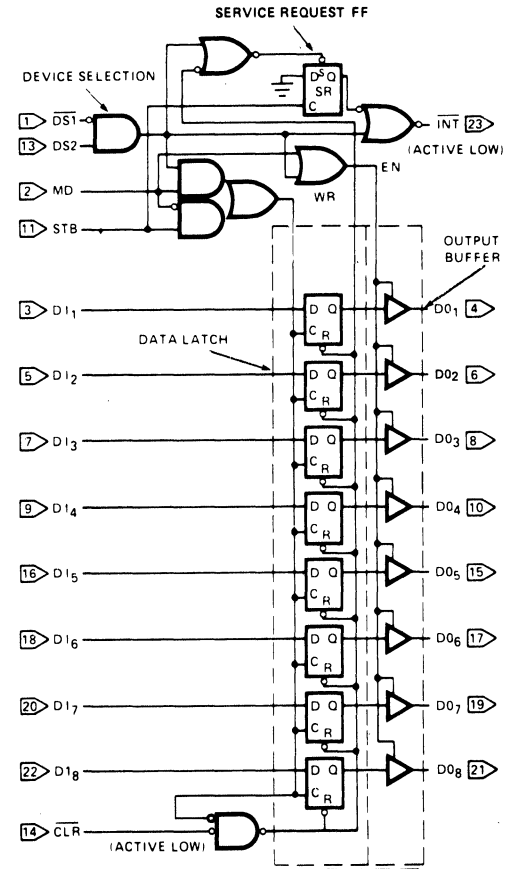 SERVICE REQUEST FF
DEVICE SELECTION
D S Q
SR
C
1 DS1
13 DS2
INT 23
(ACTIVE LOW)
2 MD
EN
WR
11 STB
OUTPUT
BUFFER
3 DI1 D Q DO1 4
C R
DATA LATCH
5 DI2 D Q DO2 6
C R
7 DI3 D Q DO3 8
C R
9 DI4 D Q DO4 10
C R
16 DI5 D Q DO5 15
C R
18 DI6 D Q DO6 17
C R
20 DI7 D Q DO7 19
C R
22 D18 D Q DO8 21
C R
14 CLR
(ACTIVE LOW)